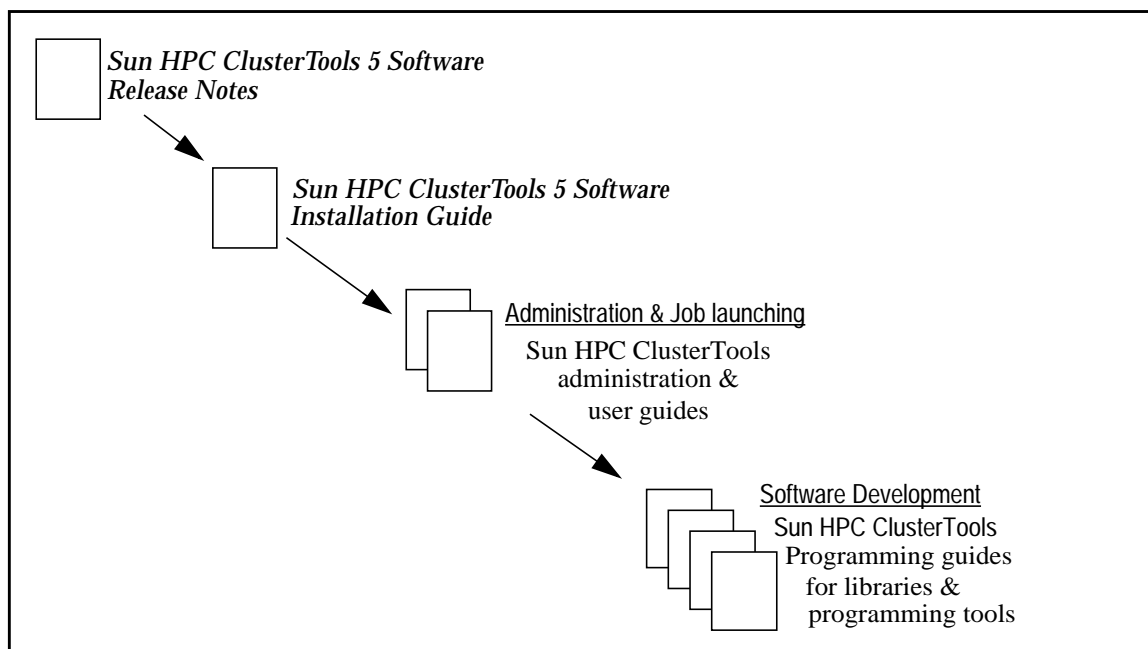 Sun HPC ClusterTools 5 Software
Release Notes
Sun HPC ClusterTools 5 Software
Installation Guide
Administration & Job launching
Sun HPC ClusterTools
administration &
user guides
Software Development
Sun HPC ClusterTools
Programming guides
for libraries &
programming tools